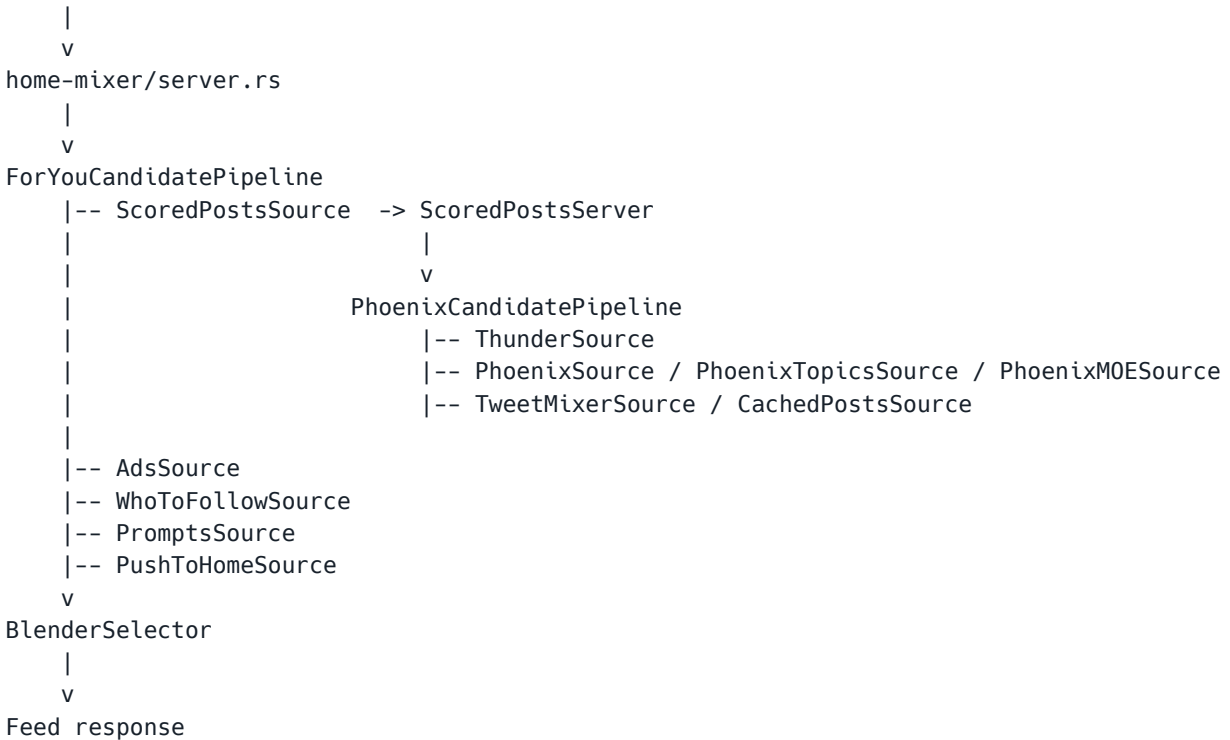 |
v
home-mixer/server.rs
|
v
ForYouCandidatePipeline
|-- ScoredPostsSource  -> ScoredPostsServer
|                     |
|                     v
|                PhoenixCandidatePipeline
|                     |-- ThunderSource
|                     |-- PhoenixSource / PhoenixTopicsSource / PhoenixMOESource
|                     |-- TweetMixerSource / CachedPostsSource
|
|-- AdsSource
|-- WhoToFollowSource
|-- PromptsSource
|-- PushToHomeSource
v
BlenderSelector
|
v
Feed response